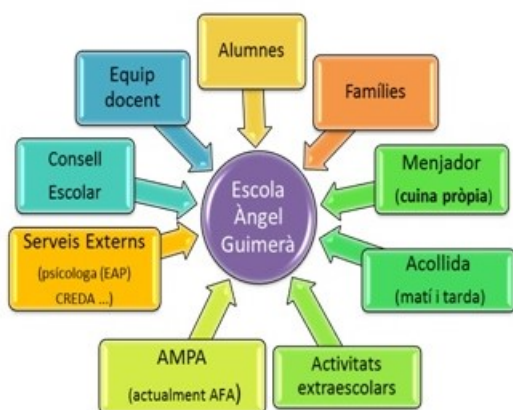 Alumnes
Equip
docent
Famílies
Consell
Escolar
Escola
Àngel
Guimerà
Menjador
(cuina pròpia)
Serveis Externs
(psicologa (EAP)
CREDA ...)
Acollida
(matí i tarda)
AMPA
(actualment AFA)
Activitats
extraescolars